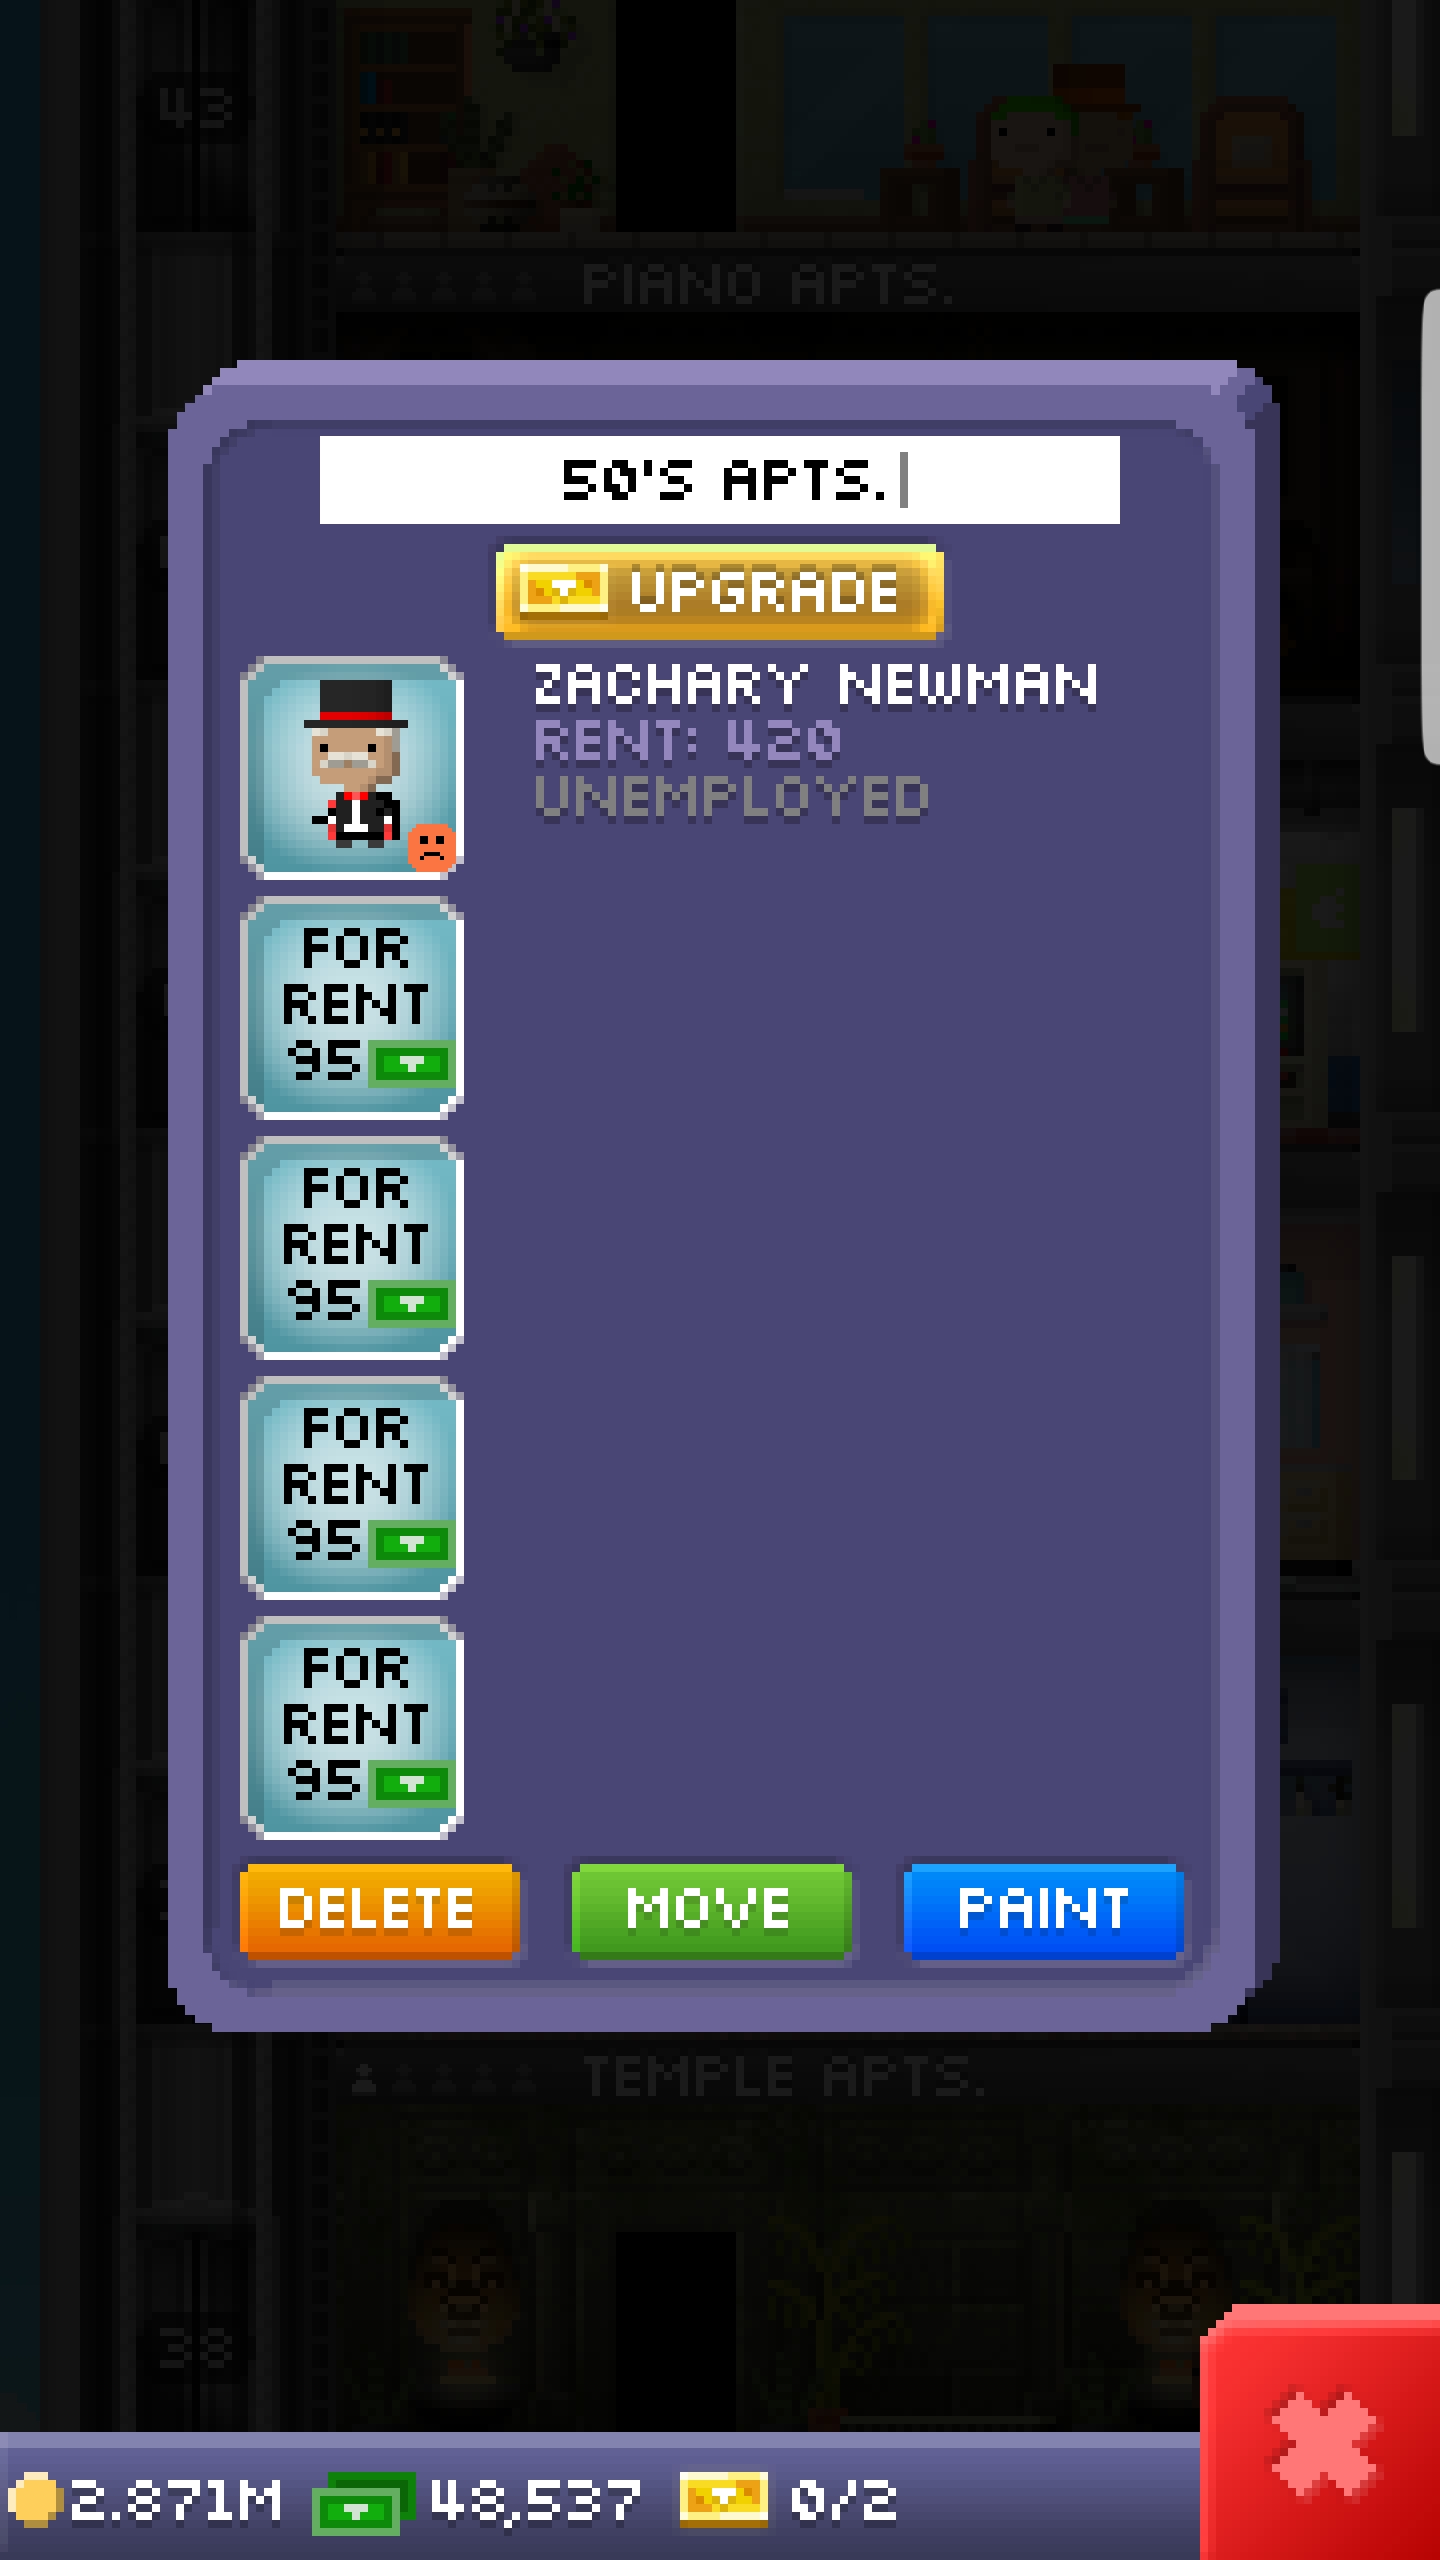 43
PIANO APTS.
50'S APTS.
UPGRADE
ZACHARY NEWMAN
RENT: 420
UNEMPLOYED
FOR
RENT
95
FOR
RENT
95
FOR
RENT
95
FOR
RENT
95
DELETE MOVE PAINT
TEMPLE APTS.
38
2.871M 48,537 0/2